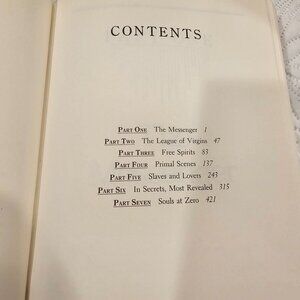 CONTENTS
PART ONE The Messenger 1
PART TWO The League of Virgins 47
PART THREE Free Spirits 83
PART FOUR Primal Scenes 137
PART FIVE Slaves and Lovers 243
PART SIX In Secrets, Most Revealed 315
PART SEVEN Souls at Zero 421